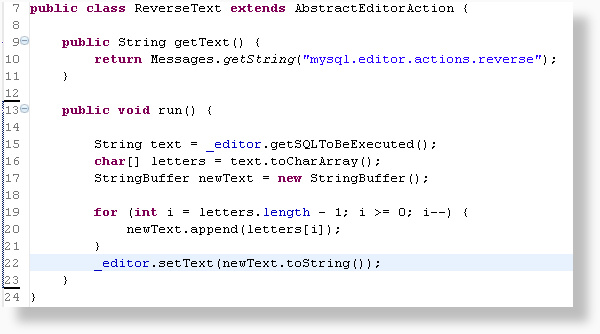 7 public class ReverseText extends AbstractEditorAction {
8
9 public String getText() {
10 return Messages.getString("mysql.editor.actions.reverse");
11 }
12
13 public void run() {
14
15 String text = _editor.getSQLToBeExecuted();
16 char[] letters = text.toCharArray();
17 StringBuffer newText = new StringBuffer();
18
19 for (int i = letters.length - 1; i >= 0; i--) {
20 newText.append(letters[i]);
21 }
22 _editor.setText(newText.toString());
23 }
24 }